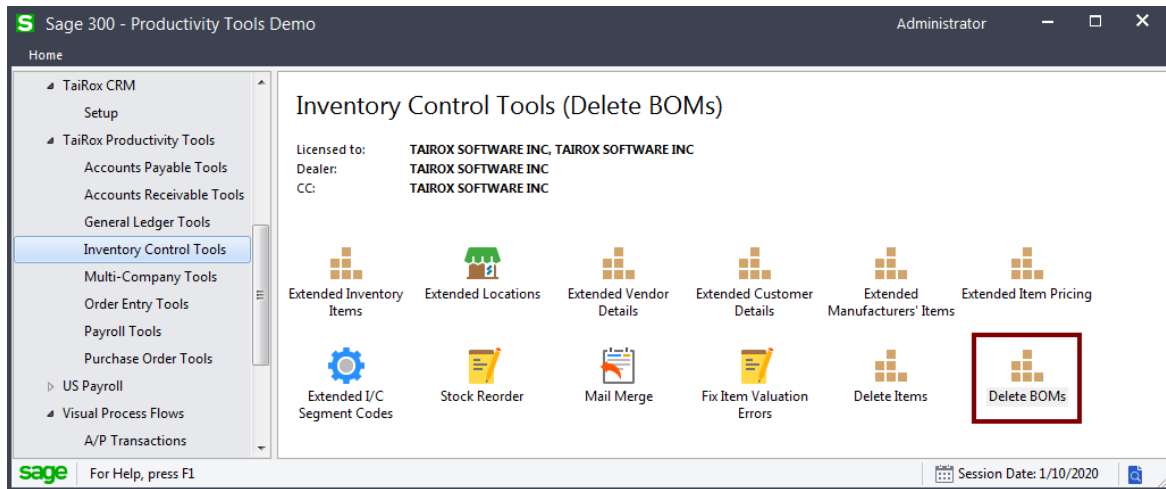 S Sage 300 - Productivity Tools Demo
Administrator
Home
TaiRox CRM
Setup
TaiRox Productivity Tools
Accounts Payable Tools
Accounts Receivable Tools
General Ledger Tools
Inventory Control Tools
Multi-Company Tools
Order Entry Tools
Payroll Tools
Purchase Order Tools
US Payroll
Visual Process Flows
A/P Transactions
Inventory Control Tools (Delete BOMs)
Licensed to: TAIROX SOFTWARE INC, TAIROX SOFTWARE INC
Dealer: TAIROX SOFTWARE INC
CC: TAIROX SOFTWARE INC
Extended Inventory
Items
Extended Locations
Extended Vendor
Details
Extended Customer
Details
Extended
Manufacturers' Items
Extended Item Pricing
Extended I/C
Segment Codes
Stock Reorder
Mail Merge
Fix Item Valuation
Errors
Delete Items
Delete BOMs
sage For Help, press F1
Session Date: 1/10/2020